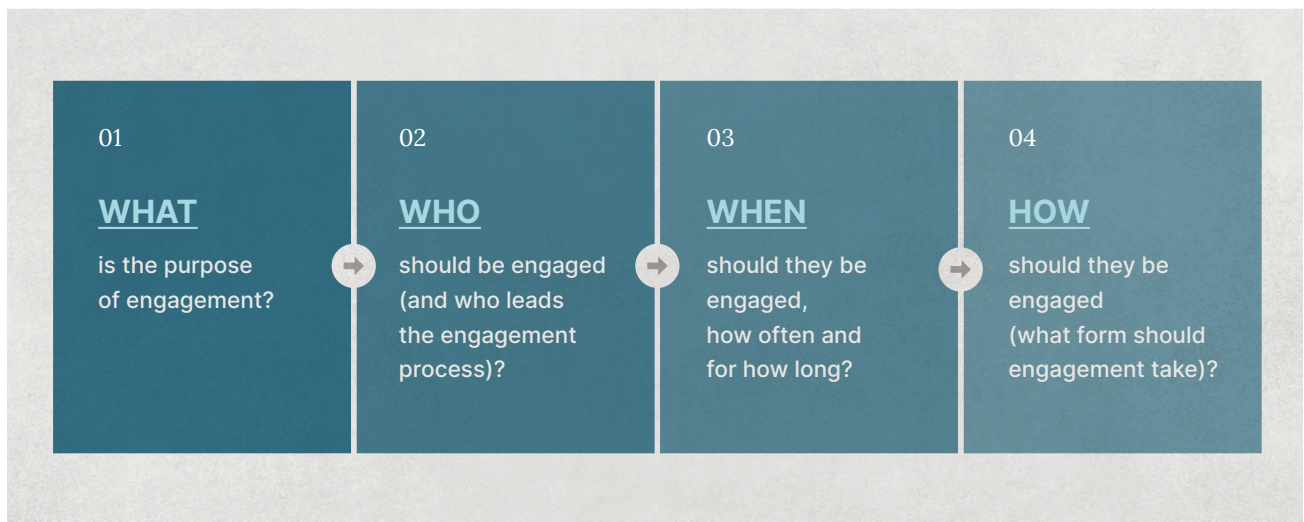 01
WHAT
is the purpose
of engagement?
02
WHO
should be engaged
(and who leads
the engagement
process)?
03
WHEN
should they be
engaged,
how often and
for how long?
04
HOW
should they be
engaged
(what form should
engagement take)?